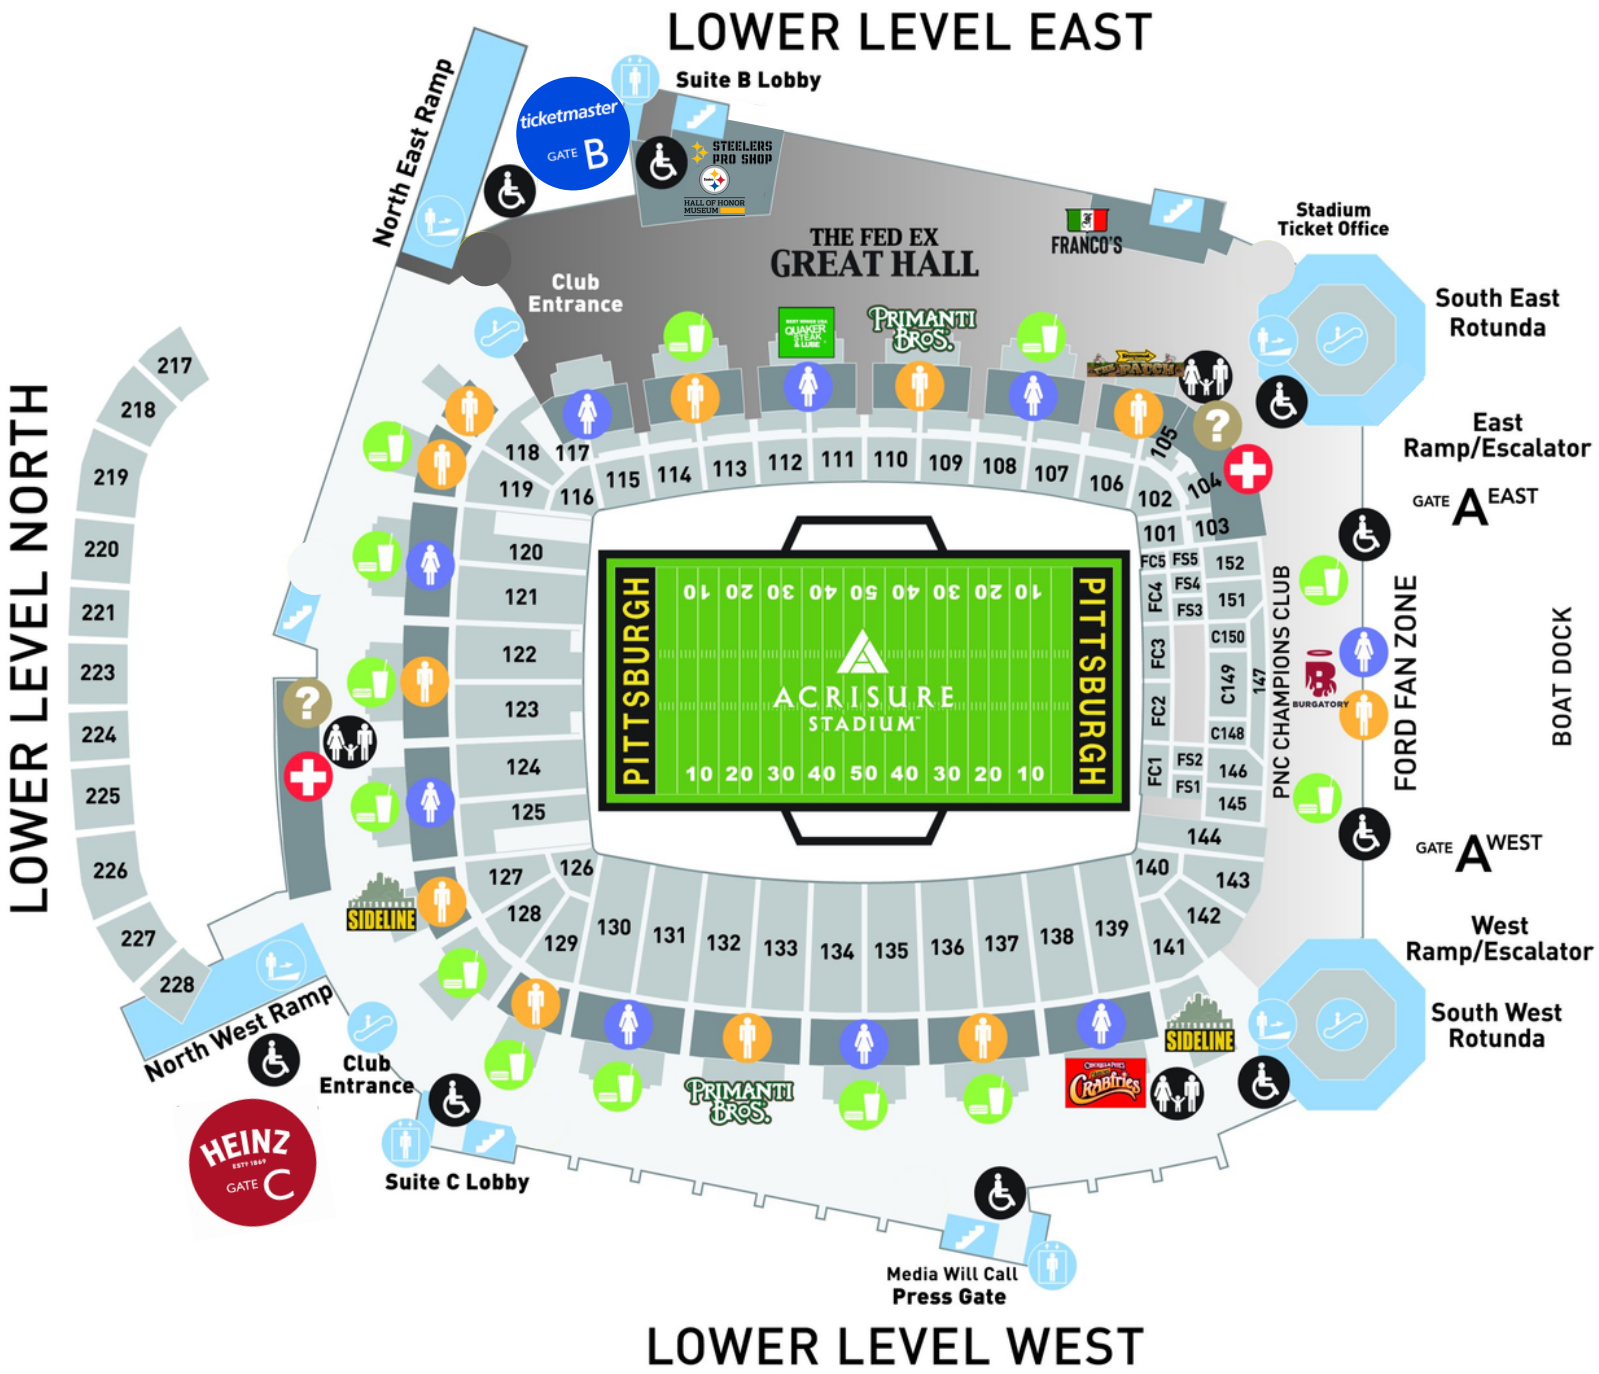 LOWER LEVEL EAST
Suite B Lobby
North East Ramp
ticketmaster
GATE B
STEELERS
PRO SHOP
Steelers
HALL OF HONOR
MUSEUM
THE FED EX
GREAT HALL
FRANCO'S
Stadium
Ticket Office
Club
Entrance
South East
Rotunda
QUAKER
STEAK
& LUBE
PRIMANTI
BROS.
East
Ramp/Escalator
GATE A EAST
?
LOWER LEVEL NORTH
217
218
219
220
221
223
224
225
226
227
228
118
117
119
116
115
114
113
112
111
110
109
108
107
106
105
102
104
101
103
120
121
122
123
124
125
127
126
128
129
130
131
132
133
134
135
136
137
138
139
140
141
142
143
144
FC5
FS5
152
FC4
FS4
FS3
151
FC3
C150
C149
147
FC2
C148
FC1
FS2
FS1
146
145
PITTSBURGH
10 20 30 40 50 40 30 20 10
ACRISURE
STADIUM
10 20 30 40 50 40 30 20 10
PITTSBURGH
PNC CHAMPIONS CLUB
BURGATORY
FORD FAN ZONE
BOAT DOCK
GATE A WEST
West
Ramp/Escalator
South West
Rotunda
?
PITTSBURGH
SIDELINE
North West Ramp
Club
Entrance
HEINZ
ESTD 1869
GATE C
Suite C Lobby
PRIMANTI
BROS.
CRABFRIES
PITTSBURGH
SIDELINE
Media Will Call
Press Gate
LOWER LEVEL WEST